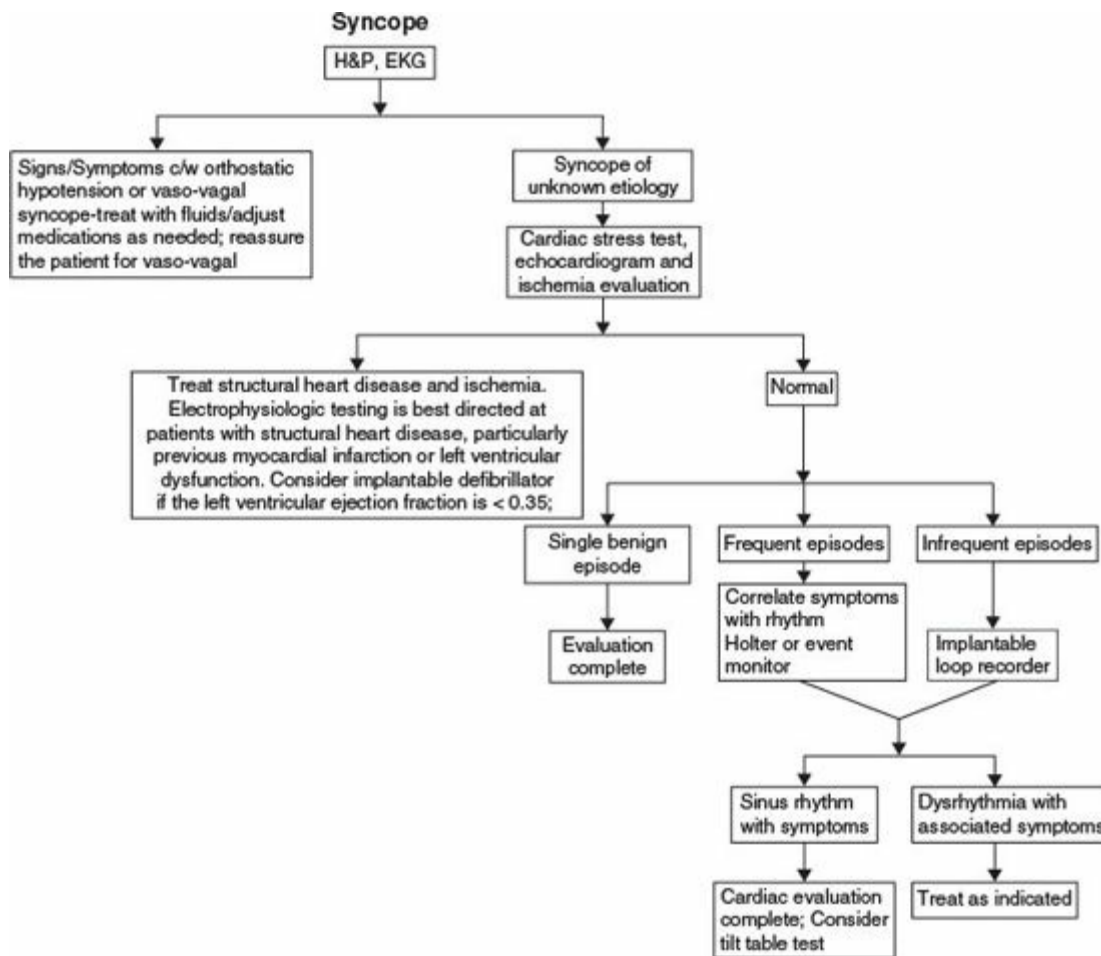 Syncope
H&P, EKG
Signs/Symptoms c/w orthostatic
hypotension or vaso-vagal
syncope-treat with fluids/adjust
medications as needed; reassure
the patient for vaso-vagal
Syncope of
unknown etiology
Cardiac stress test,
echocardiogram and
ischemia evaluation
Treat structural heart disease and ischemia.
Electrophysiologic testing is best directed at
patients with structural heart disease, particularly
previous myocardial infarction or left ventricular
dysfunction. Consider implantable defibrillator
if the left ventricular ejection fraction is < 0.35;
Normal
Single benign
episode
Evaluation
complete
Frequent episodes
Correlate symptoms
with rhythm
Holter or event
monitor
Infrequent episodes
Implantable
loop recorder
Sinus rhythm
with symptoms
Cardiac evaluation
complete; Consider
tilt table test
Dysrhythmia with
associated symptoms
Treat as indicated